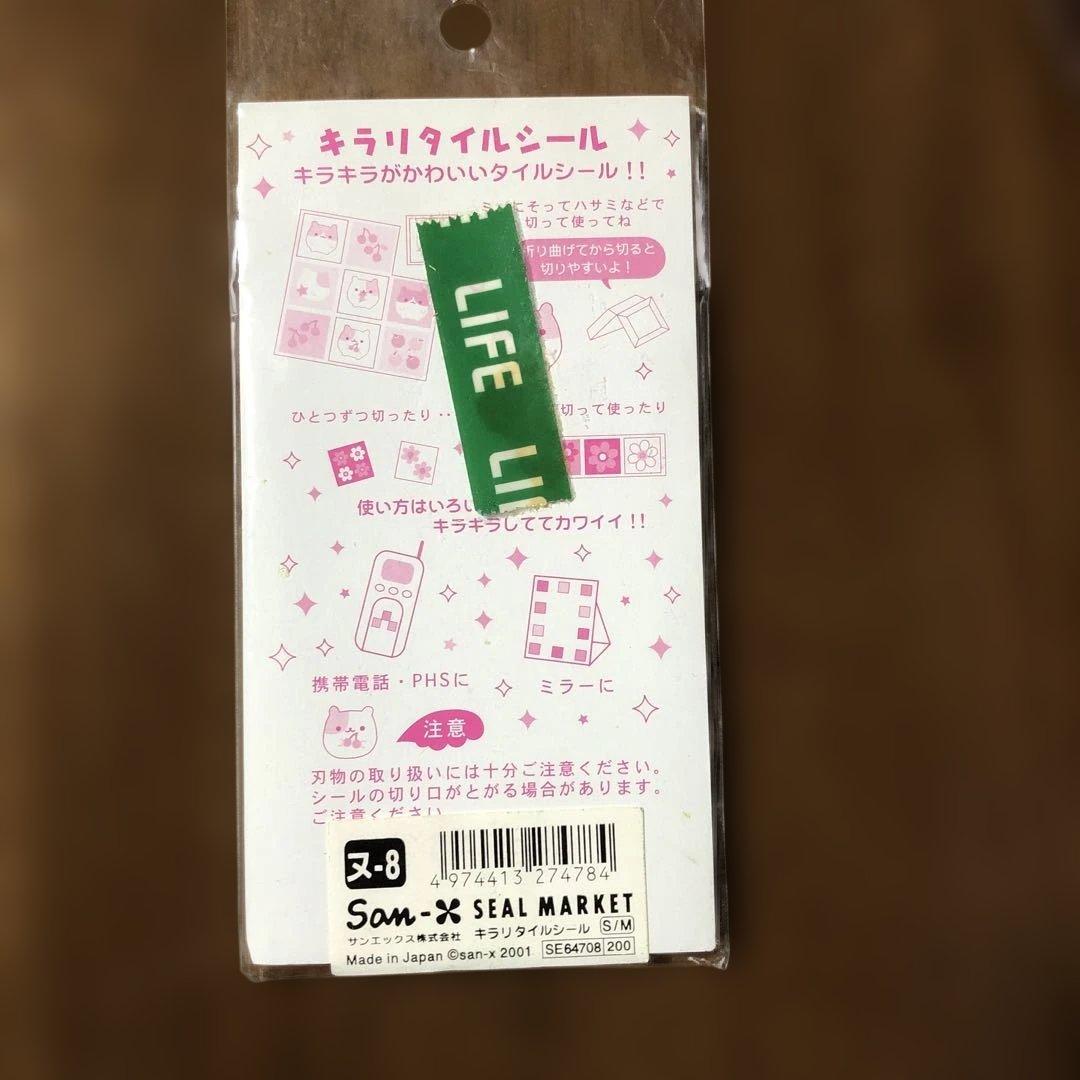 キラリタイルシール
キラキラがかわいいタイルシール!!
にそってハサミなどで
切って使ってね
折り曲げてから切ると
切りやすいよ!
LIFE LI
ひとつずつ切ったり‥
切って使ったり
使い方はいろい
キラキラしててカワイイ!!
携帯電話・PHSに
ミラーに
注意
刃物の取り扱いには十分ご注意ください。
シールの切り口がとがる場合があります。
ご注意ください
ヌ-8
4 974413 274784
San-X SEAL MARKET
サンエックス株式会社 キラリタイルシール S/M
Made in Japan ©san-x 2001 SE64708 200